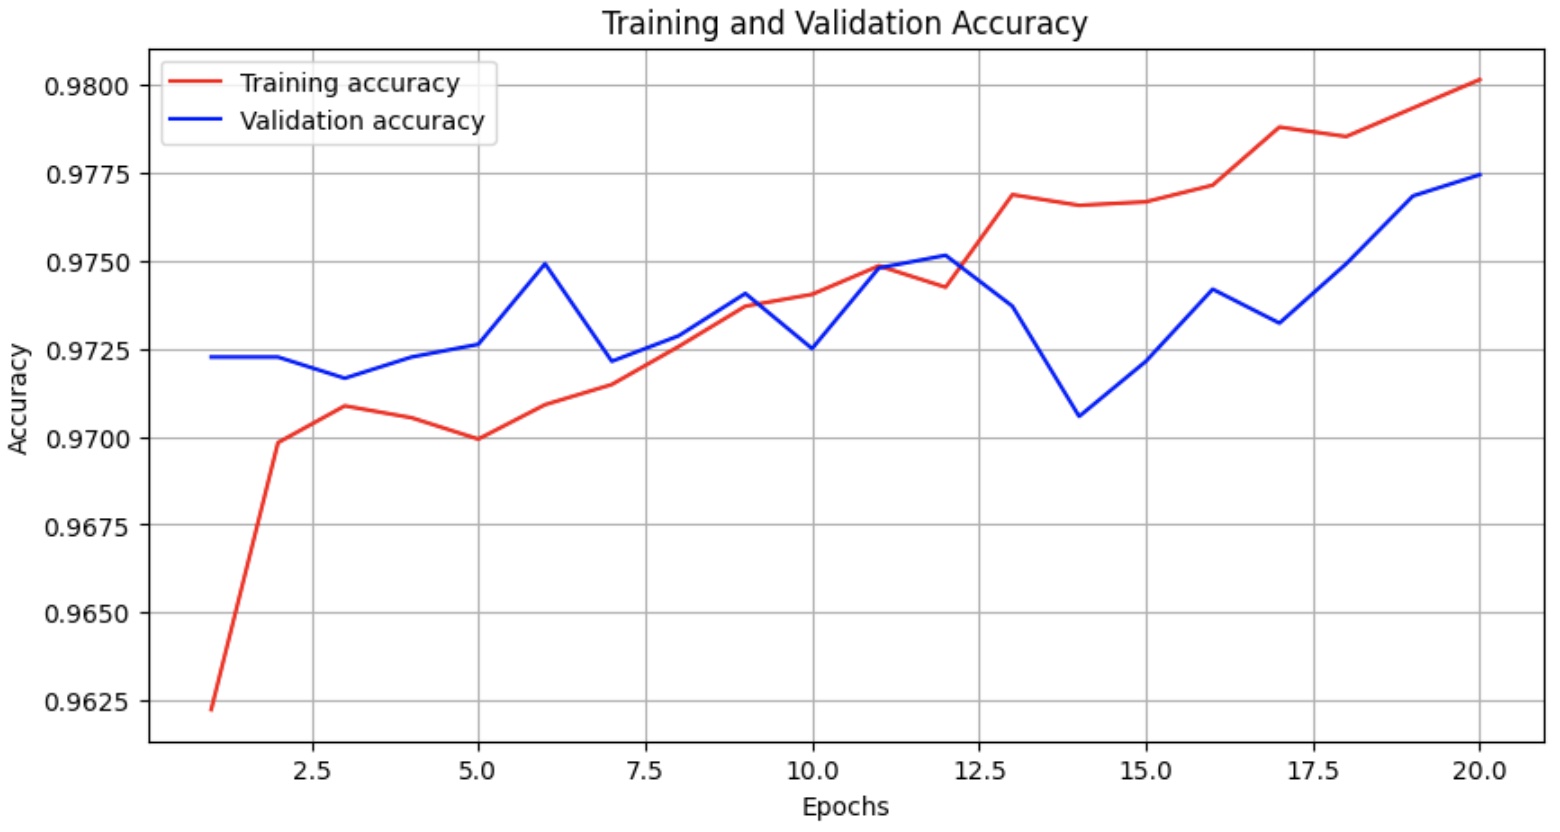 Training and Validation Accuracy
Training accuracy
Validation accuracy
0.9800
0.9775
0.9750
0.9725
0.9700
0.9675
0.9650
0.9625
Accuracy
2.5 5.0 7.5 10.0 12.5 15.0 17.5 20.0
Epochs